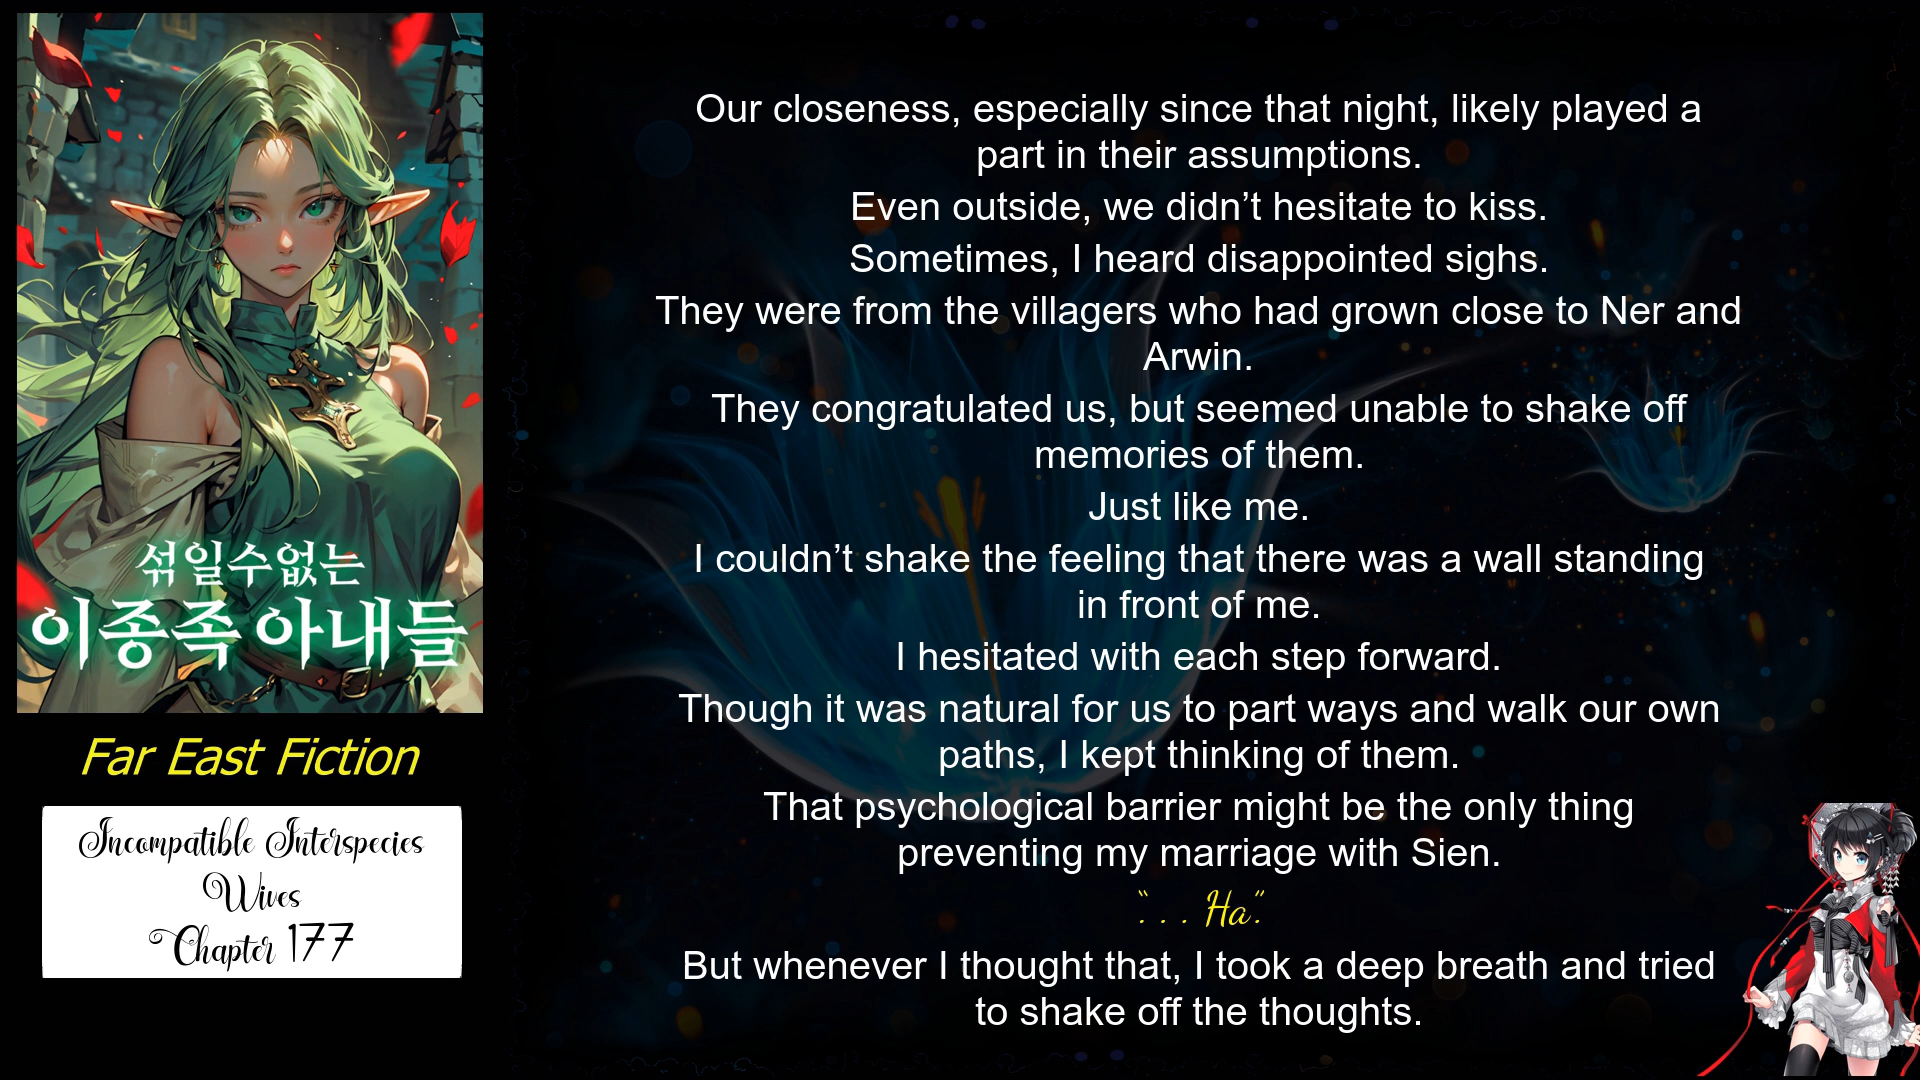 섞일수없는
이종족 아내들
Far East Fiction
Incompatible Interspecies
Wives
Chapter 177
Our closeness, especially since that night, likely played a
part in their assumptions.
Even outside, we didn’t hesitate to kiss.
Sometimes, I heard disappointed sighs.
They were from the villagers who had grown close to Ner and
Arwin.
They congratulated us, but seemed unable to shake off
memories of them.
Just like me.
I couldn’t shake the feeling that there was a wall standing
in front of me.
I hesitated with each step forward.
Though it was natural for us to part ways and walk our own
paths, I kept thinking of them.
That psychological barrier might be the only thing
preventing my marriage with Sien.
“. . . Ha”.
But whenever I thought that, I took a deep breath and tried
to shake off the thoughts.